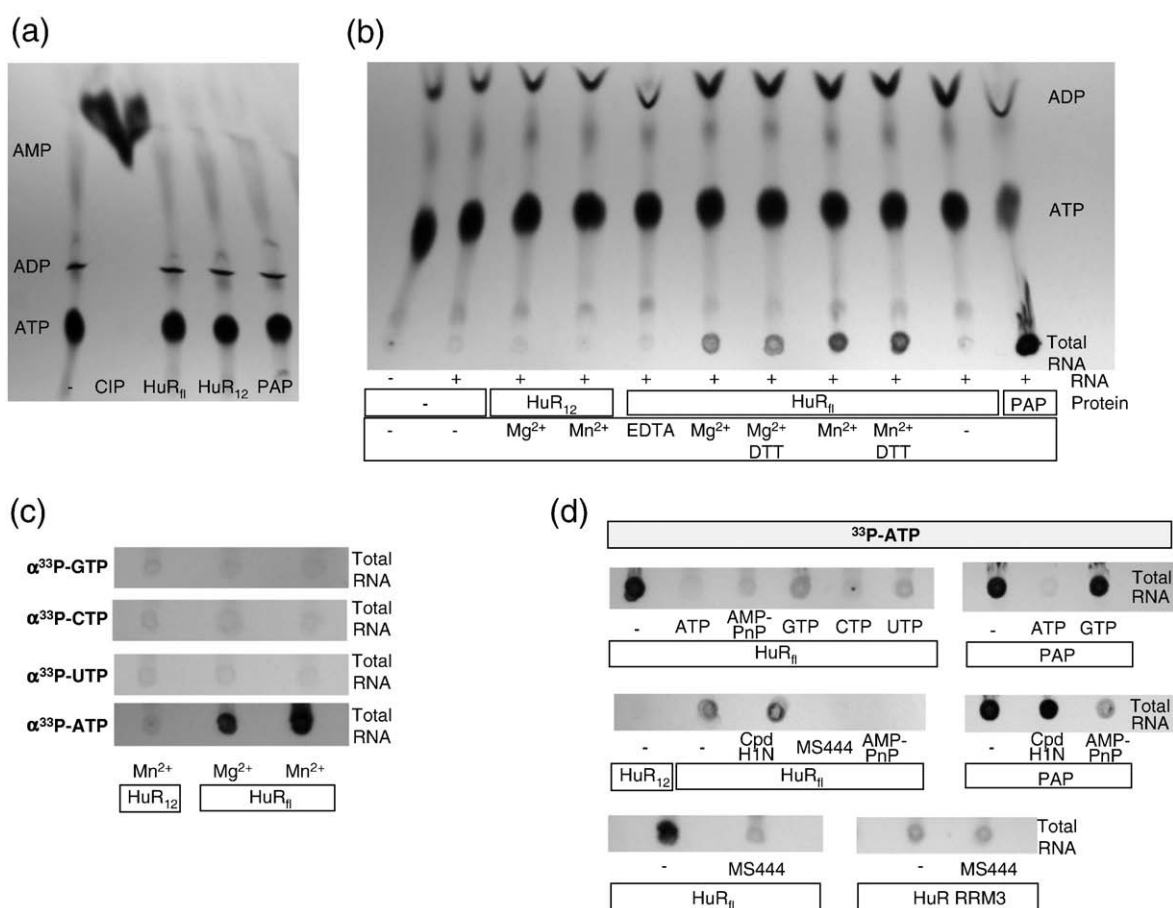 (a)
AMP
ADP
ATP
- CIP HuRfl HuR12 PAP
(b)
ADP
ATP
Total
RNA
- + + + + + + + + + + RNA
- HuR12 HuRfl PAP Protein
- - Mg2+ Mn2+ EDTA Mg2+ Mg2+ Mn2+ Mn2+ -
DTT DTT
(c)
α33P-GTP Total
RNA
α33P-CTP Total
RNA
α33P-UTP Total
RNA
α33P-ATP Total
RNA
Mn2+ Mg2+ Mn2+
HuR12 HuRfl
(d)
33P-ATP
Total
RNA
- ATP AMP-
PnP GTP CTP UTP
HuRfl
- ATP GTP
PAP
Total
RNA
- - Cpd
H1N MS444 AMP-
PnP
HuR12 HuRfl
- Cpd
H1N AMP-
PnP
PAP
Total
RNA
- MS444
HuRfl
- MS444
HuR RRM3